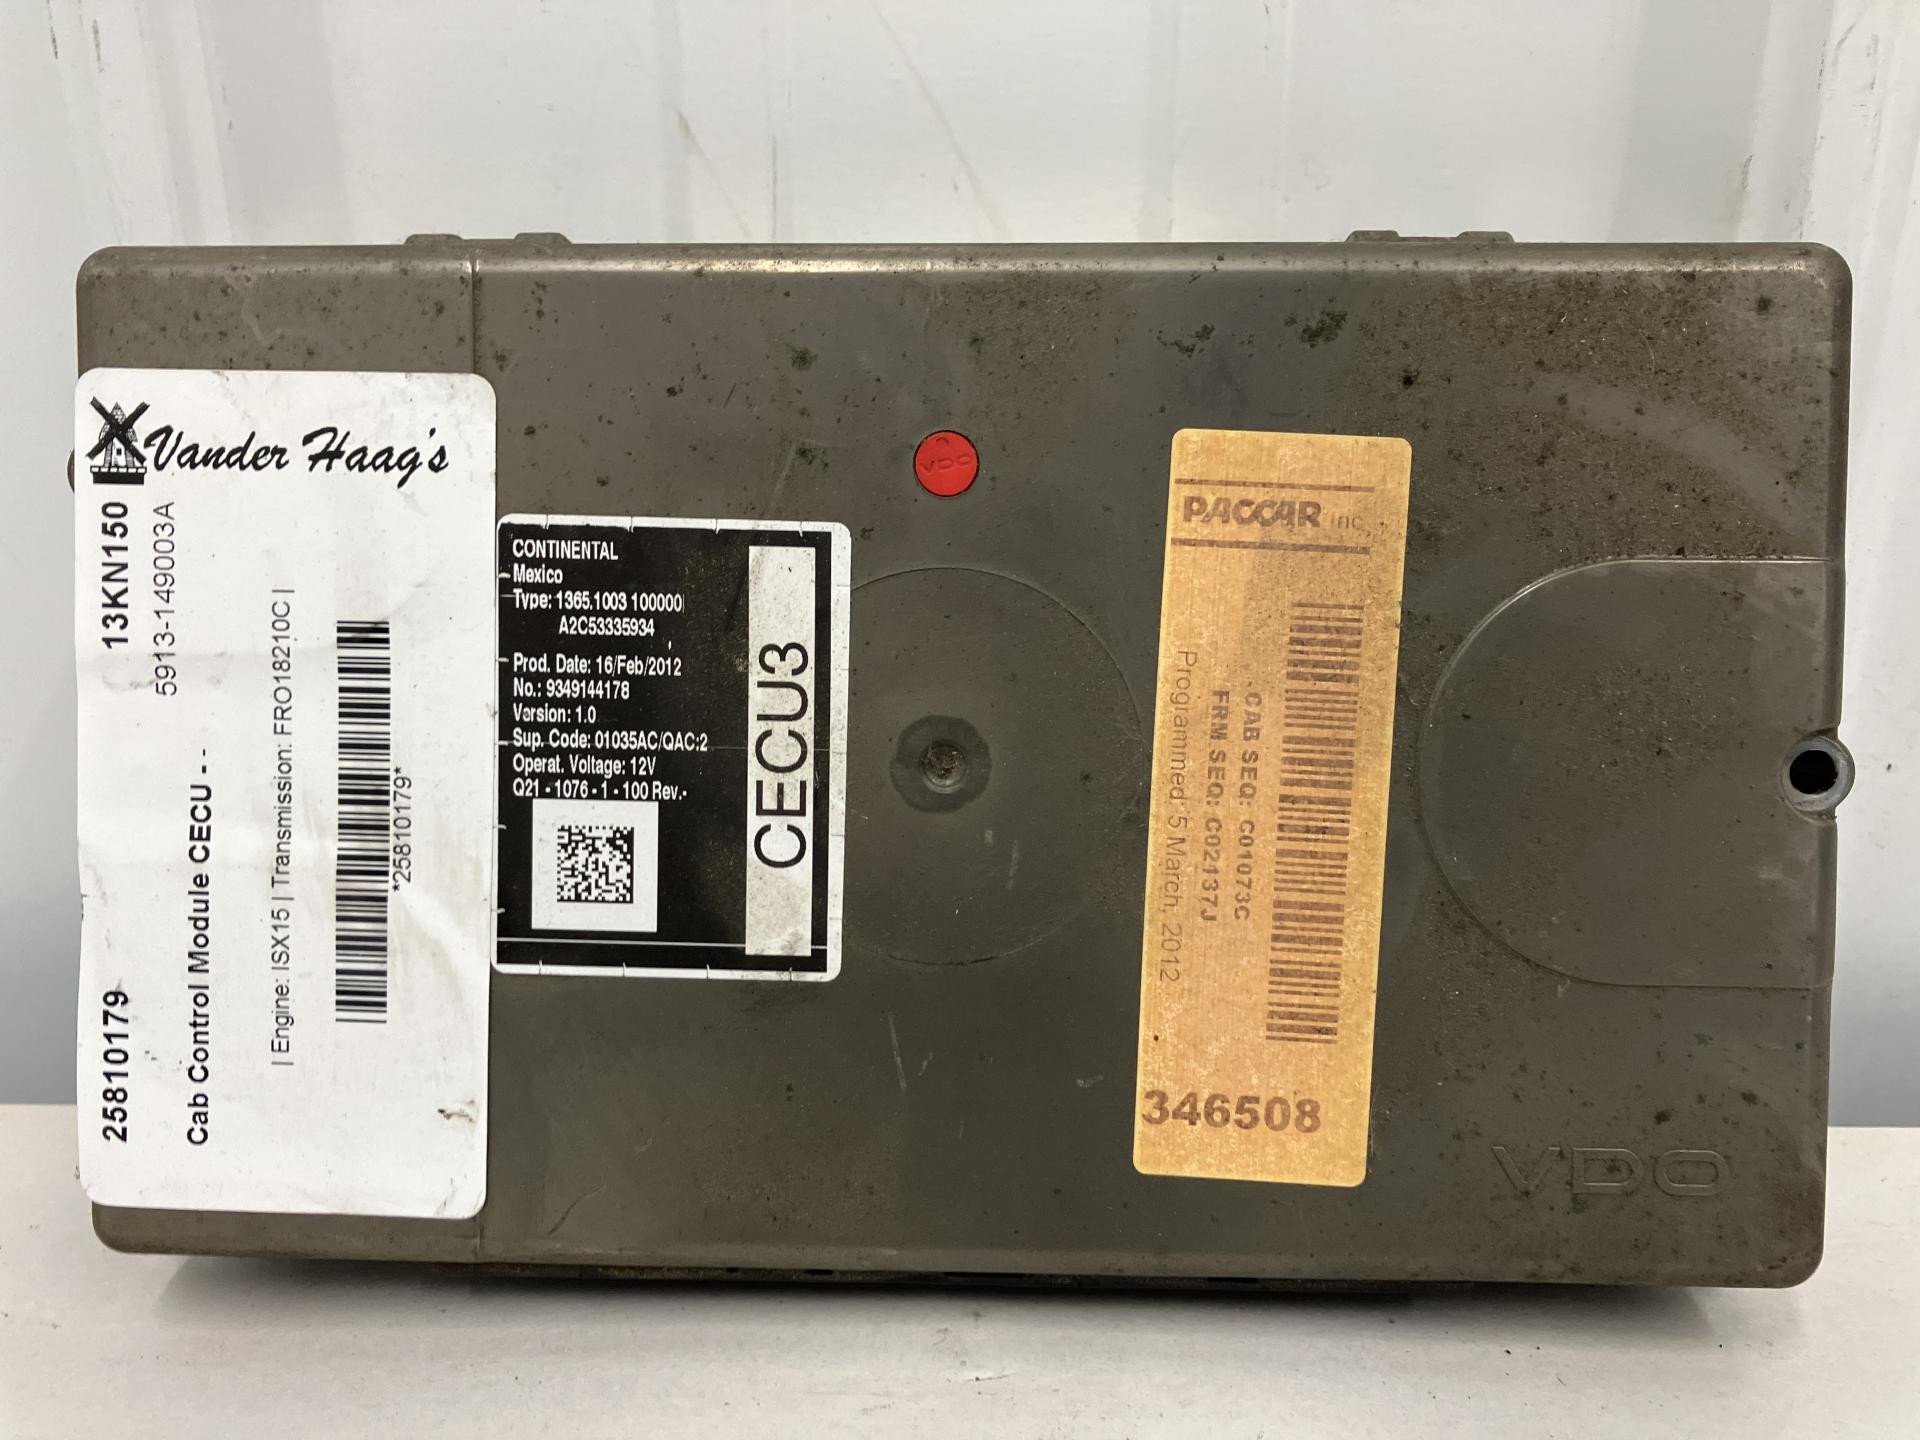 Vander Haag's
25810179 13KN150
5913-1490003A
Cab Control Module CECU - -
| Engine: ISX15 | Transmission: FRO18210C |
*25810179*
CONTINENTAL
Mexico
Type: 1365.1003 100000
A2C53335934
Prod. Date: 16/Feb/2012
No.: 9349144178
Version: 1.0
Sup. Code: 01035AC/QAC:2
Operat. Voltage: 12V
Q21 - 1076 - 1 - 100 Rev.-
CECU3
VDO
PACCAR inc
CAB SEQ: C01073C
FRM SEQ: C02137J
Programmed: 5 March, 2012
346508
VDO